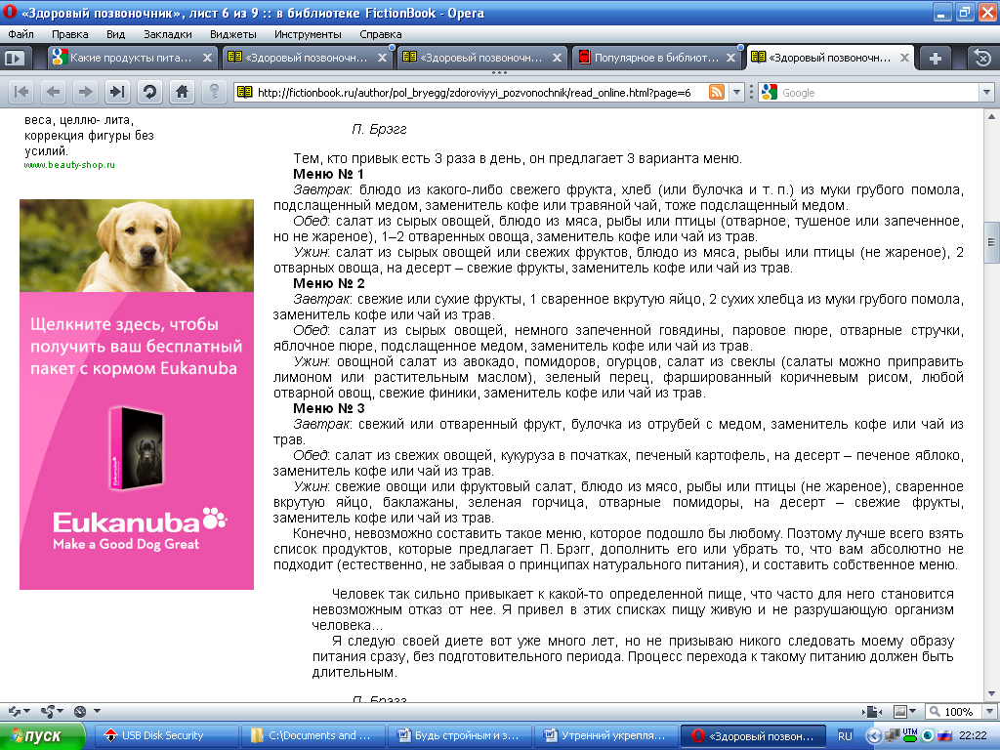 «Здоровый позвоночник», лист 6 из 9 :: в библиотеке FictionBook - Opera
Файл Правка Вид Закладки Виджеты Инструменты Справка
Какие продукты пита... «Здоровый позвоночн... «Здоровый позвоночн... Популярное в библиот... «Здоровый позвоночн...
http://fictionbook.ru/author/pol_bryegg/zdoroviyyi_pozvonochnik/read_online.html?page=6 Google
веса, целлю- лита,
коррекция фигуры без
усилий.
www.beauty-shop.ru
Щелкните здесь, чтобы
получить ваш бесплатный
пакет с кормом Eukanuba
Eukanuba
Make a Good Dog Great
П. Брэгг
Тем, кто привык есть 3 раза в день, он предлагает 3 варианта меню.
Меню № 1
Завтрак: блюдо из какого-либо свежего фрукта, хлеб (или булочка и т. п.) из муки грубого помола,
подслащенный медом, заменитель кофе или травяной чай, тоже подслащенный медом.
Обед: салат из сырых овощей, блюдо из мяса, рыбы или птицы (отварное, тушеное или запеченное,
но не жареное), 1–2 отваренных овоща, заменитель кофе или чай из трав.
Ужин: салат из сырых овощей или свежих фруктов, блюдо из мяса, рыбы или птицы (не жареное), 2
отварных овоща, на десерт – свежие фрукты, заменитель кофе или чай из трав.
Меню № 2
Завтрак: свежие или сухие фрукты, 1 сваренное вкрутую яйцо, 2 сухих хлебца из муки грубого помола,
заменитель кофе или чай из трав.
Обед: салат из сырых овощей, немного запеченной говядины, паровое пюре, отварные стручки,
яблочное пюре, подслащенное медом, заменитель кофе или чай из трав.
Ужин: овощной салат из авокадо, помидоров, огурцов, салат из свеклы (салаты можно приправить
лимоном или растительным маслом), зеленый перец, фаршированный коричневым рисом, любой
отварной овощ, свежие финики, заменитель кофе или чай из трав.
Меню № 3
Завтрак: свежий или отваренный фрукт, булочка из отрубей с медом, заменитель кофе или чай из
трав.
Обед: салат из свежих овощей, кукуруза в початках, печеный картофель, на десерт – печеное яблоко,
заменитель кофе или чай из трав.
Ужин: свежие овощи или фруктовый салат, блюдо из мясо, рыбы или птицы (не жареное), сваренное
вкрутую яйцо, баклажаны, зеленая горчица, отварные помидоры, на десерт – свежие фрукты,
заменитель кофе или чай из трав.
Конечно, невозможно составить такое меню, которое подошло бы любому. Поэтому лучше всего взять
список продуктов, которые предлагает П. Брэгг, дополнить его или убрать то, что вам абсолютно не
подходит (естественно, не забывая о принципах натурального питания), и составить собственное меню.
Человек так сильно привыкает к какой-то определенной пище, что часто для него становится
невозможным отказ от нее. Я привел в этих списках пищу живую и не разрушающую организм
человека...
Я следую своей диете вот уже много лет, но не призываю никого следовать моему образу
питания сразу, без подготовительного периода. Процесс перехода к такому питанию должен быть
длительным.
П. Брэгг
100%
пуск USB Disk Security C:\Documents and ... Будь стройным и з... Утренний укрепля... «Здоровый позвон... RU UTM 22:22